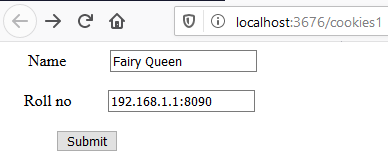 localhost:3676/cookies1
Name Fairy Queen
Roll no 192.168.1.1:8090
Submit